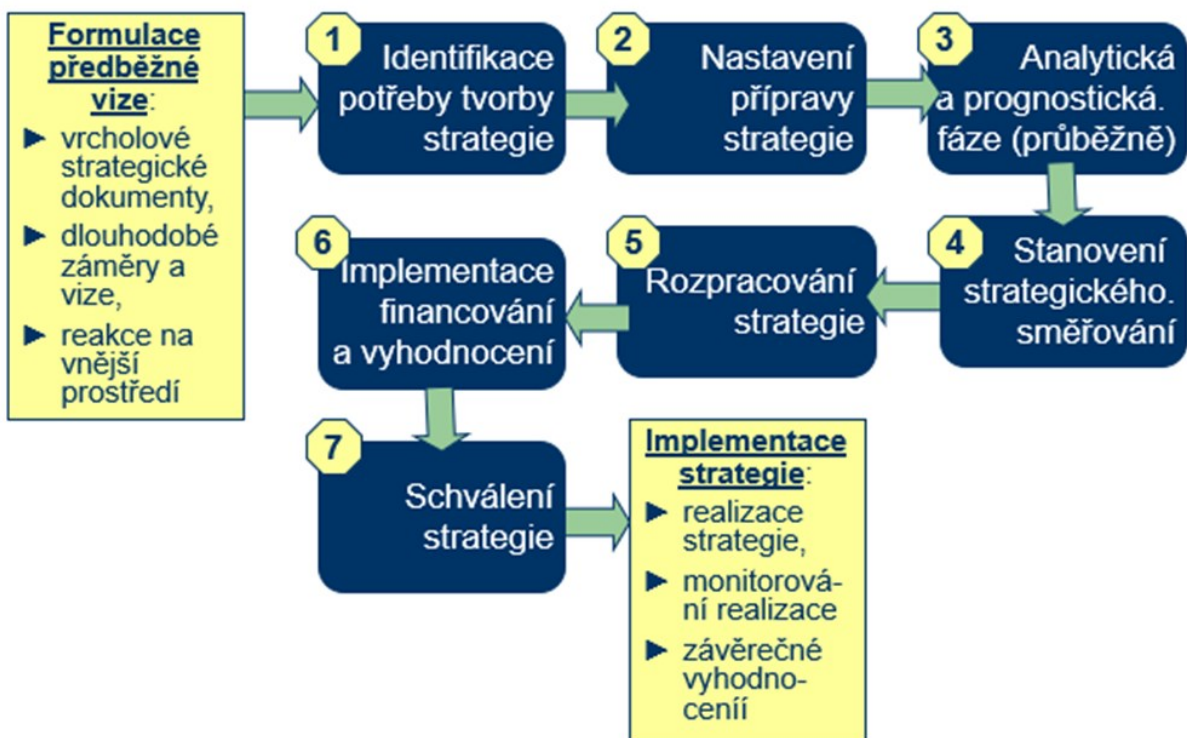 Formulace
předběžné
vize:
► vrcholové
strategické
dokumenty,
► dlouhodobé
záměry a
vize,
► reakce na
vnější
prostředí
1
Identifikace
potřeby tvorby
strategie
2
Nastavení
přípravy
strategie
3
Analytická
a prognostická.
fáze (průběžně)
4
Stanovení
strategického.
směřování
5
Rozpracování
strategie
6
Implementace
financování
a vyhodnocení
7
Schválení
strategie
Implementace
strategie:
► realizace
strategie,
► monitorová-
ní realizace
► závěrečné
vyhodno-
ceníí